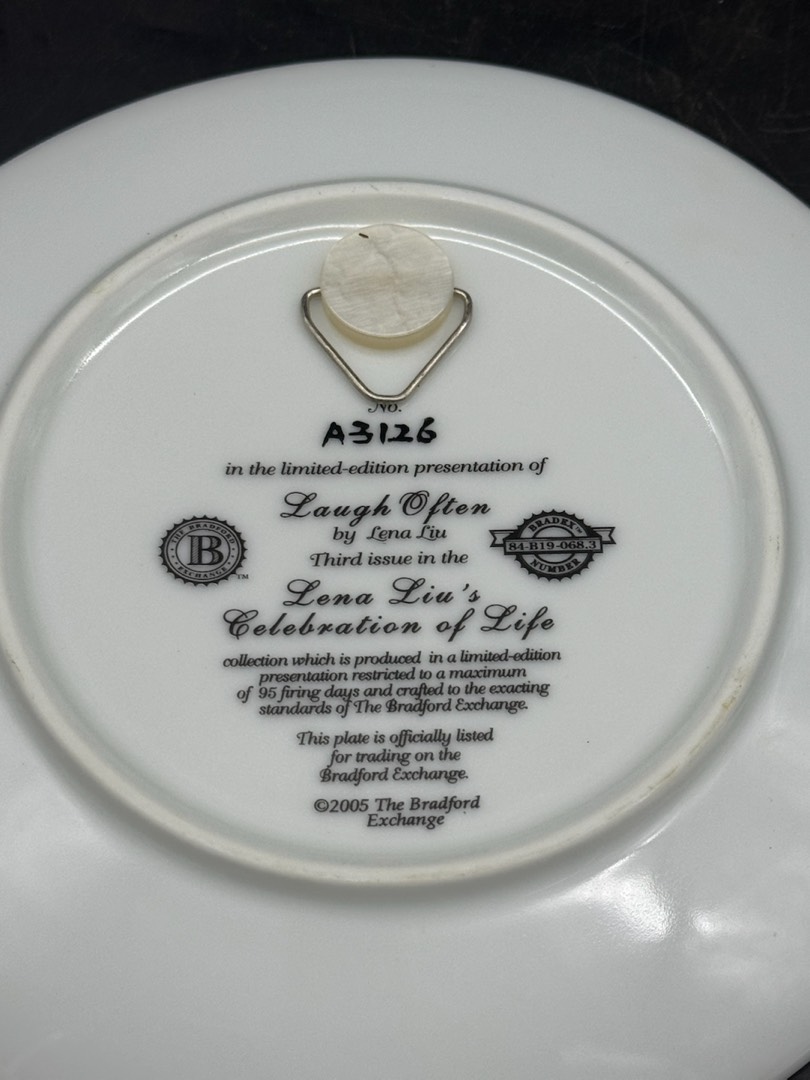 No.
A3126
in the limited-edition presentation of
Laugh Often
by Lena Liu
Third issue in the
Lena Liu's
Celebration of Life
THE BRADFORD EXCHANGE
B
TM
BRADEX™
84-B19-068.3
NUMBER
collection which is produced in a limited-edition
presentation restricted to a maximum
of 95 firing days and crafted to the exacting
standards of The Bradford Exchange.
This plate is officially listed
for trading on the
Bradford Exchange.
©2005 The Bradford
Exchange